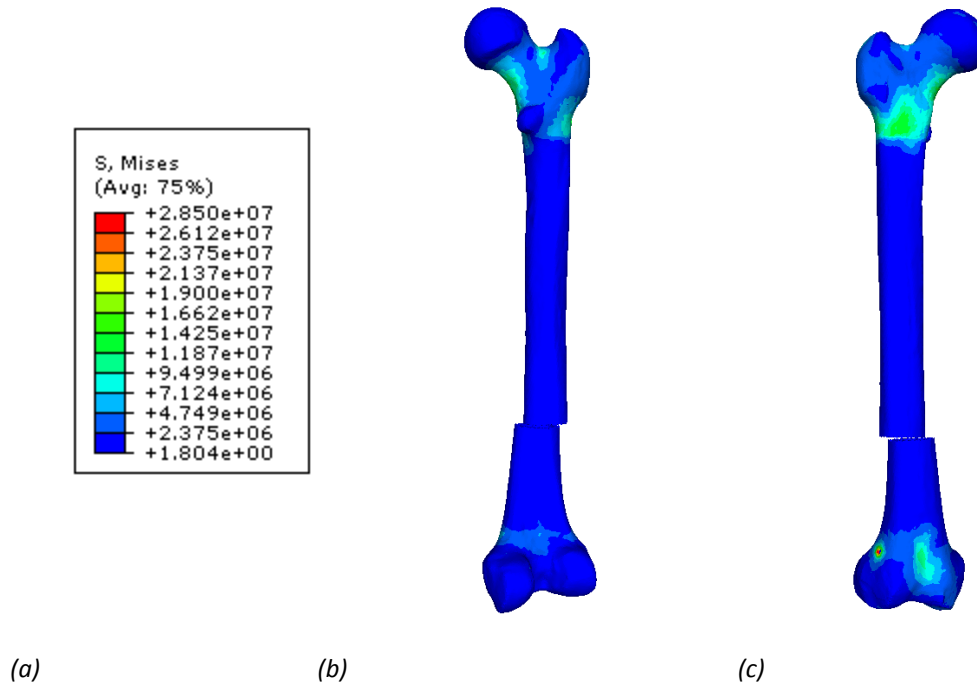 S, Mises
(Avg: 75%)
+2.850e+07
+2.612e+07
+2.375e+07
+2.137e+07
+1.900e+07
+1.662e+07
+1.425e+07
+1.187e+07
+9.499e+06
+7.124e+06
+4.749e+06
+2.375e+06
+1.804e+00
(a) (b) (c)